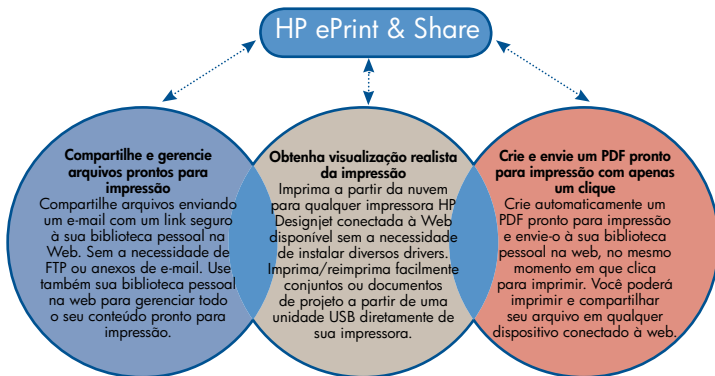 HP ePrint & Share
Compartilhe e gerencie
arquivos prontos para
impressão
Compartilhe arquivos enviando
um e-mail com um link seguro
à sua biblioteca pessoal na
Web. Sem a necessidade de
FTP ou anexos de e-mail. Use
também sua biblioteca pessoal
na web para gerenciar todo
o seu conteúdo pronto para
impressão.
Obtenha visualização realista
da impressão
Imprima a partir da nuvem
para qualquer impressora HP
Designjet conectada à Web
disponível sem a necessidade
de instalar diversos drivers.
Imprima/reimprima facilmente
conjuntos ou documentos
de projeto a partir de uma
unidade USB diretamente de
sua impressora.
Crie e envie um PDF pronto
para impressão com apenas
um clique
Crie automaticamente um
PDF pronto para impressão
e envie-o à sua biblioteca
pessoal na web, no mesmo
momento em que clica
para imprimir. Você poderá
imprimir e compartilhar
seu arquivo em qualquer
dispositivo conectado à web.